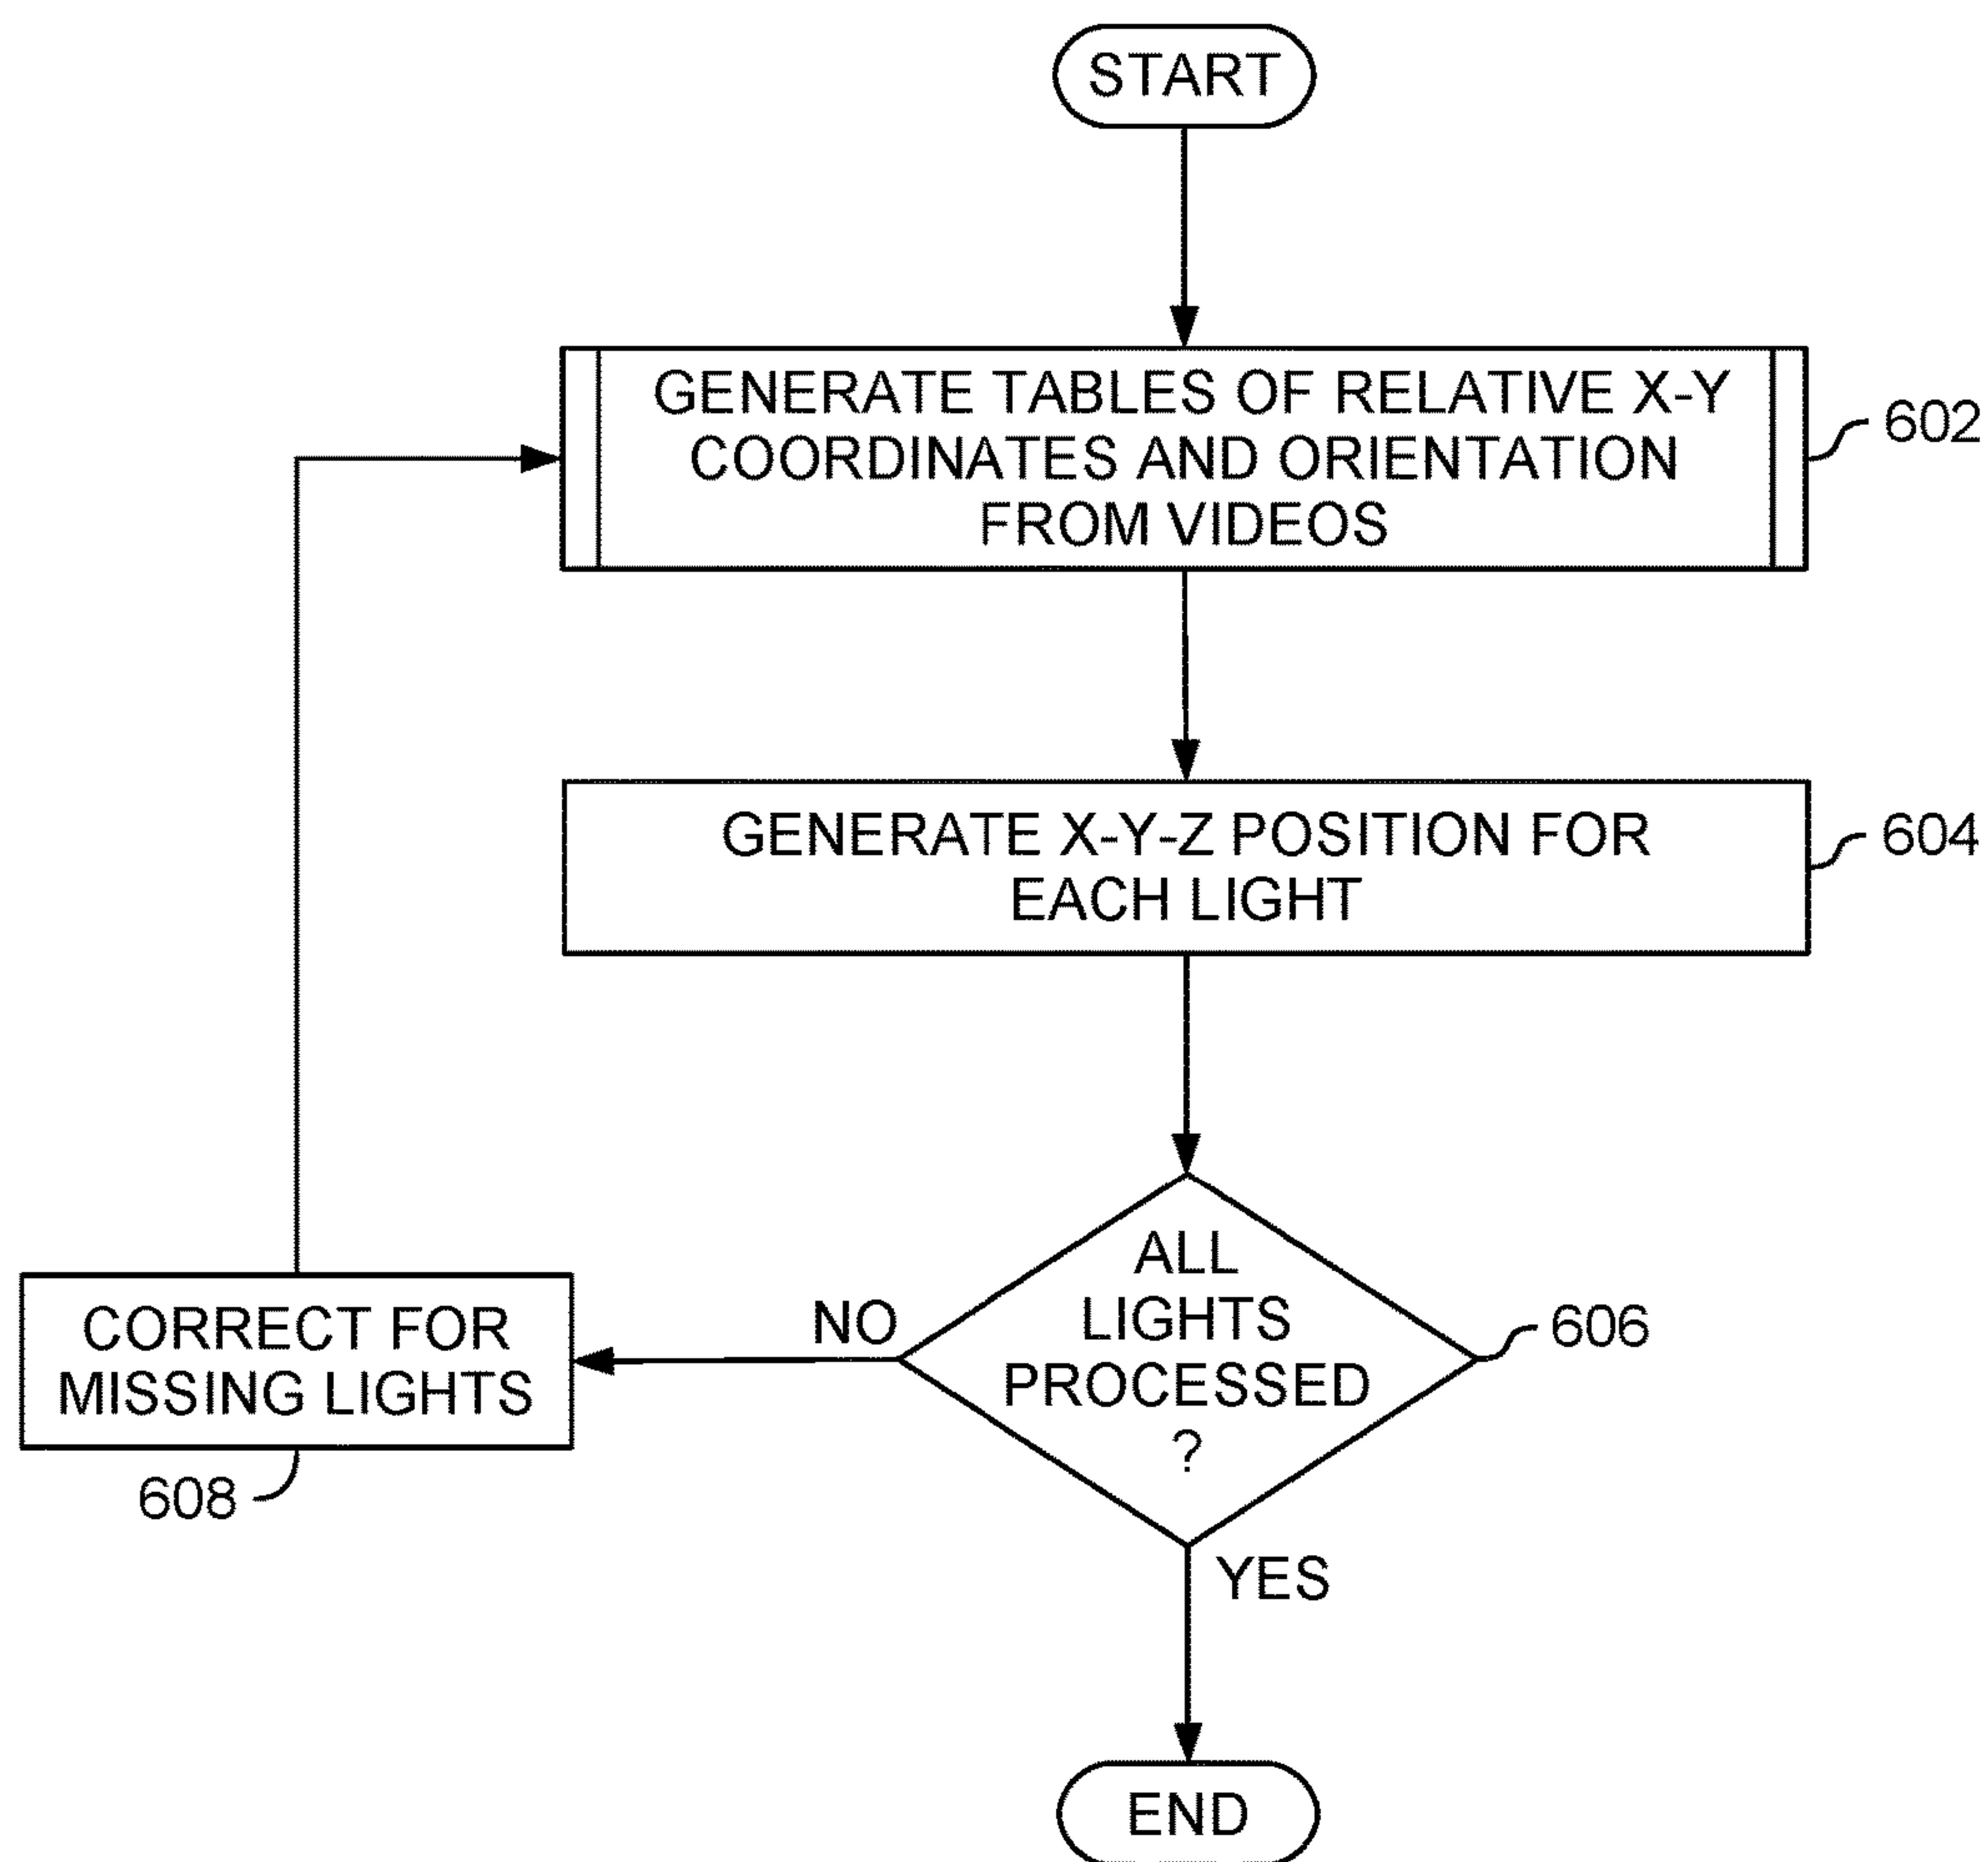 START
GENERATE TABLES OF RELATIVE X-Y
COORDINATES AND ORIENTATION
FROM VIDEOS
602
GENERATE X-Y-Z POSITION FOR
EACH LIGHT
604
ALL
LIGHTS
PROCESSED
?
606
NO
CORRECT FOR
MISSING LIGHTS
608
YES
END